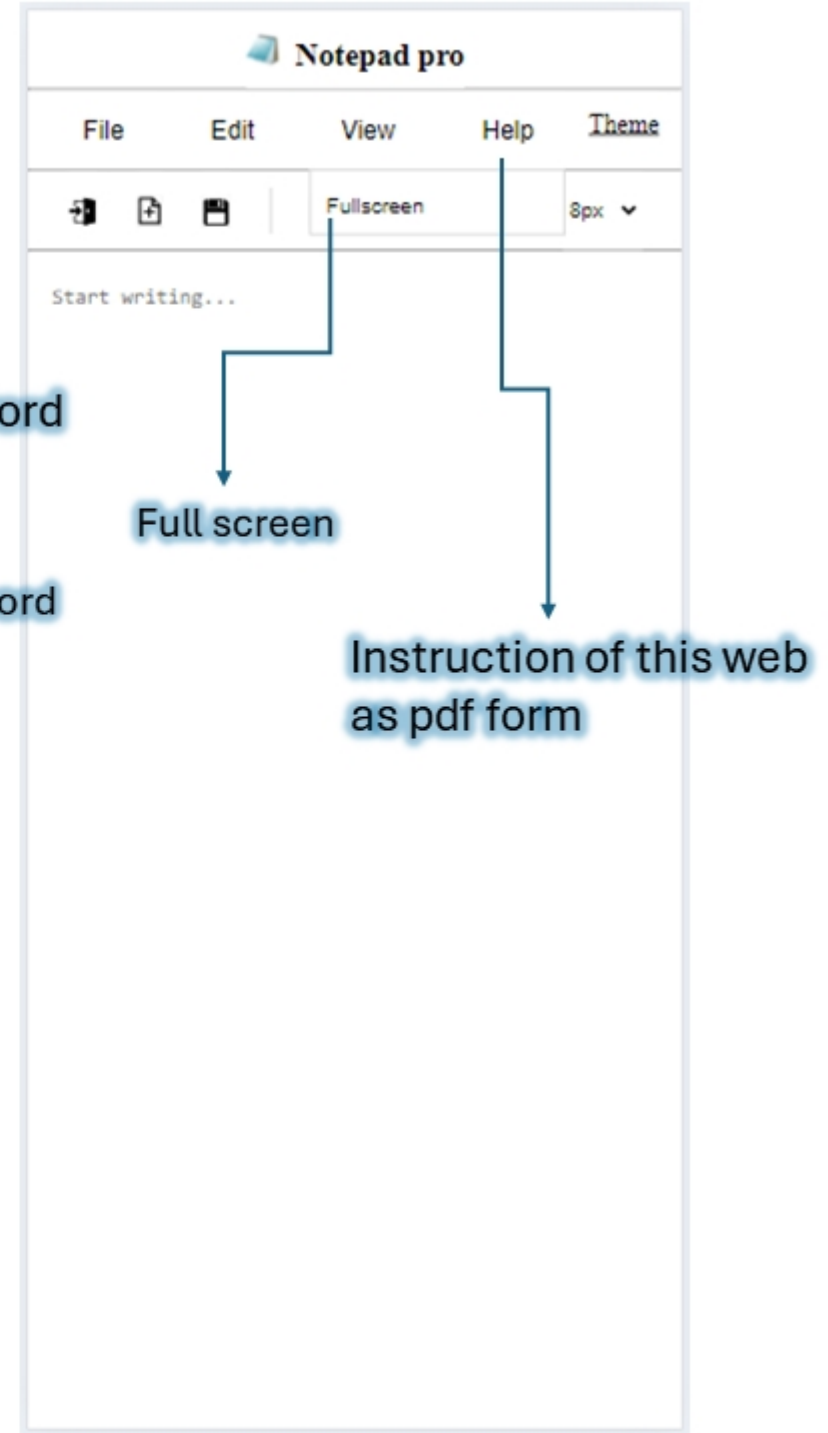 Notepad pro
File Edit View Help Theme
Fullscreen 8px
Start writing...
ord
Full screen
ord
Instruction of this web
as pdf form